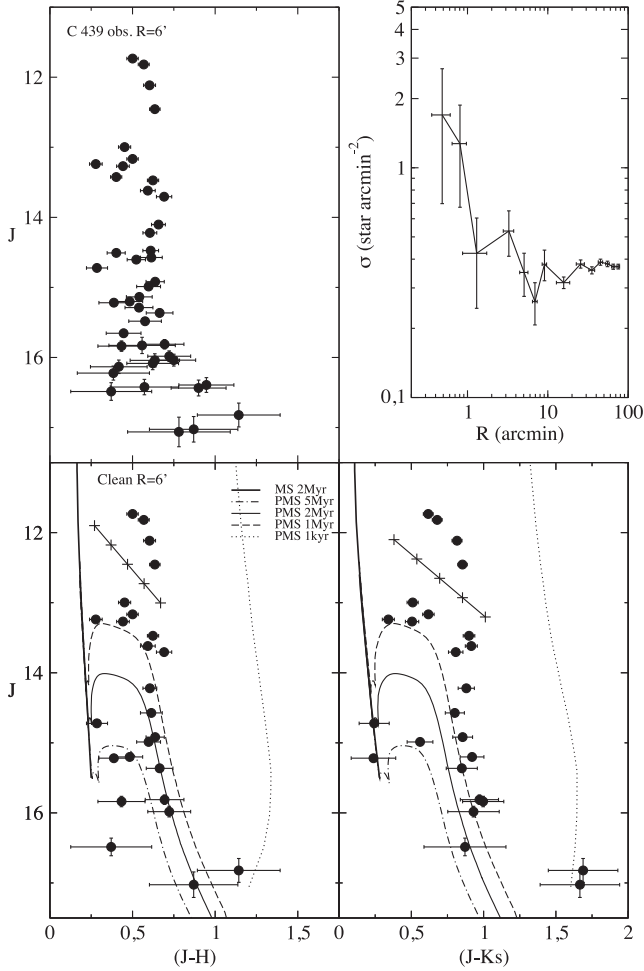 C 439 obs. R=6'
12
14
16
J
5
4
3
2
1
0,1
σ (star arcmin⁻²)
1
10
100
R (arcmin)
Clean R=6'
MS 2Myr
PMS 5Myr
PMS 2Myr
PMS 1Myr
PMS 1kyr
12
14
16
J
0
0,5
1
1,5
0
0,5
1
1,5
2
(J-H)
(J-Ks)